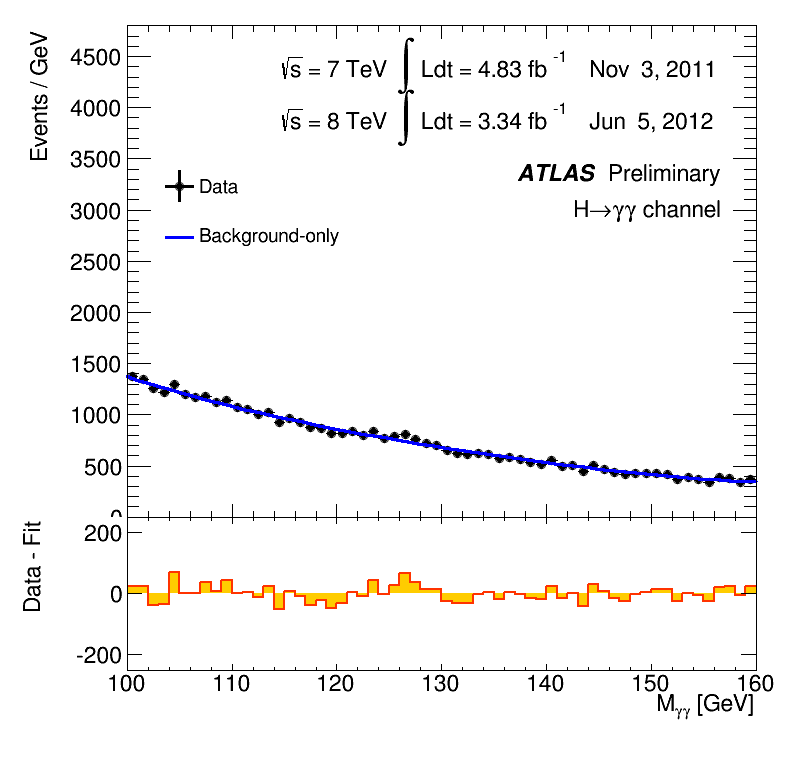 Events / GeV
4500
4000
3500
3000
2500
2000
1500
1000
500
0
√s = 7 TeV ∫ Ldt = 4.83 fb⁻¹ Nov 3, 2011
√s = 8 TeV ∫ Ldt = 3.34 fb⁻¹ Jun 5, 2012
ATLAS Preliminary
H→γγ channel
Data
Background-only
Data - Fit
200
0
-200
100 110 120 130 140 150 160
Mγγ [GeV]